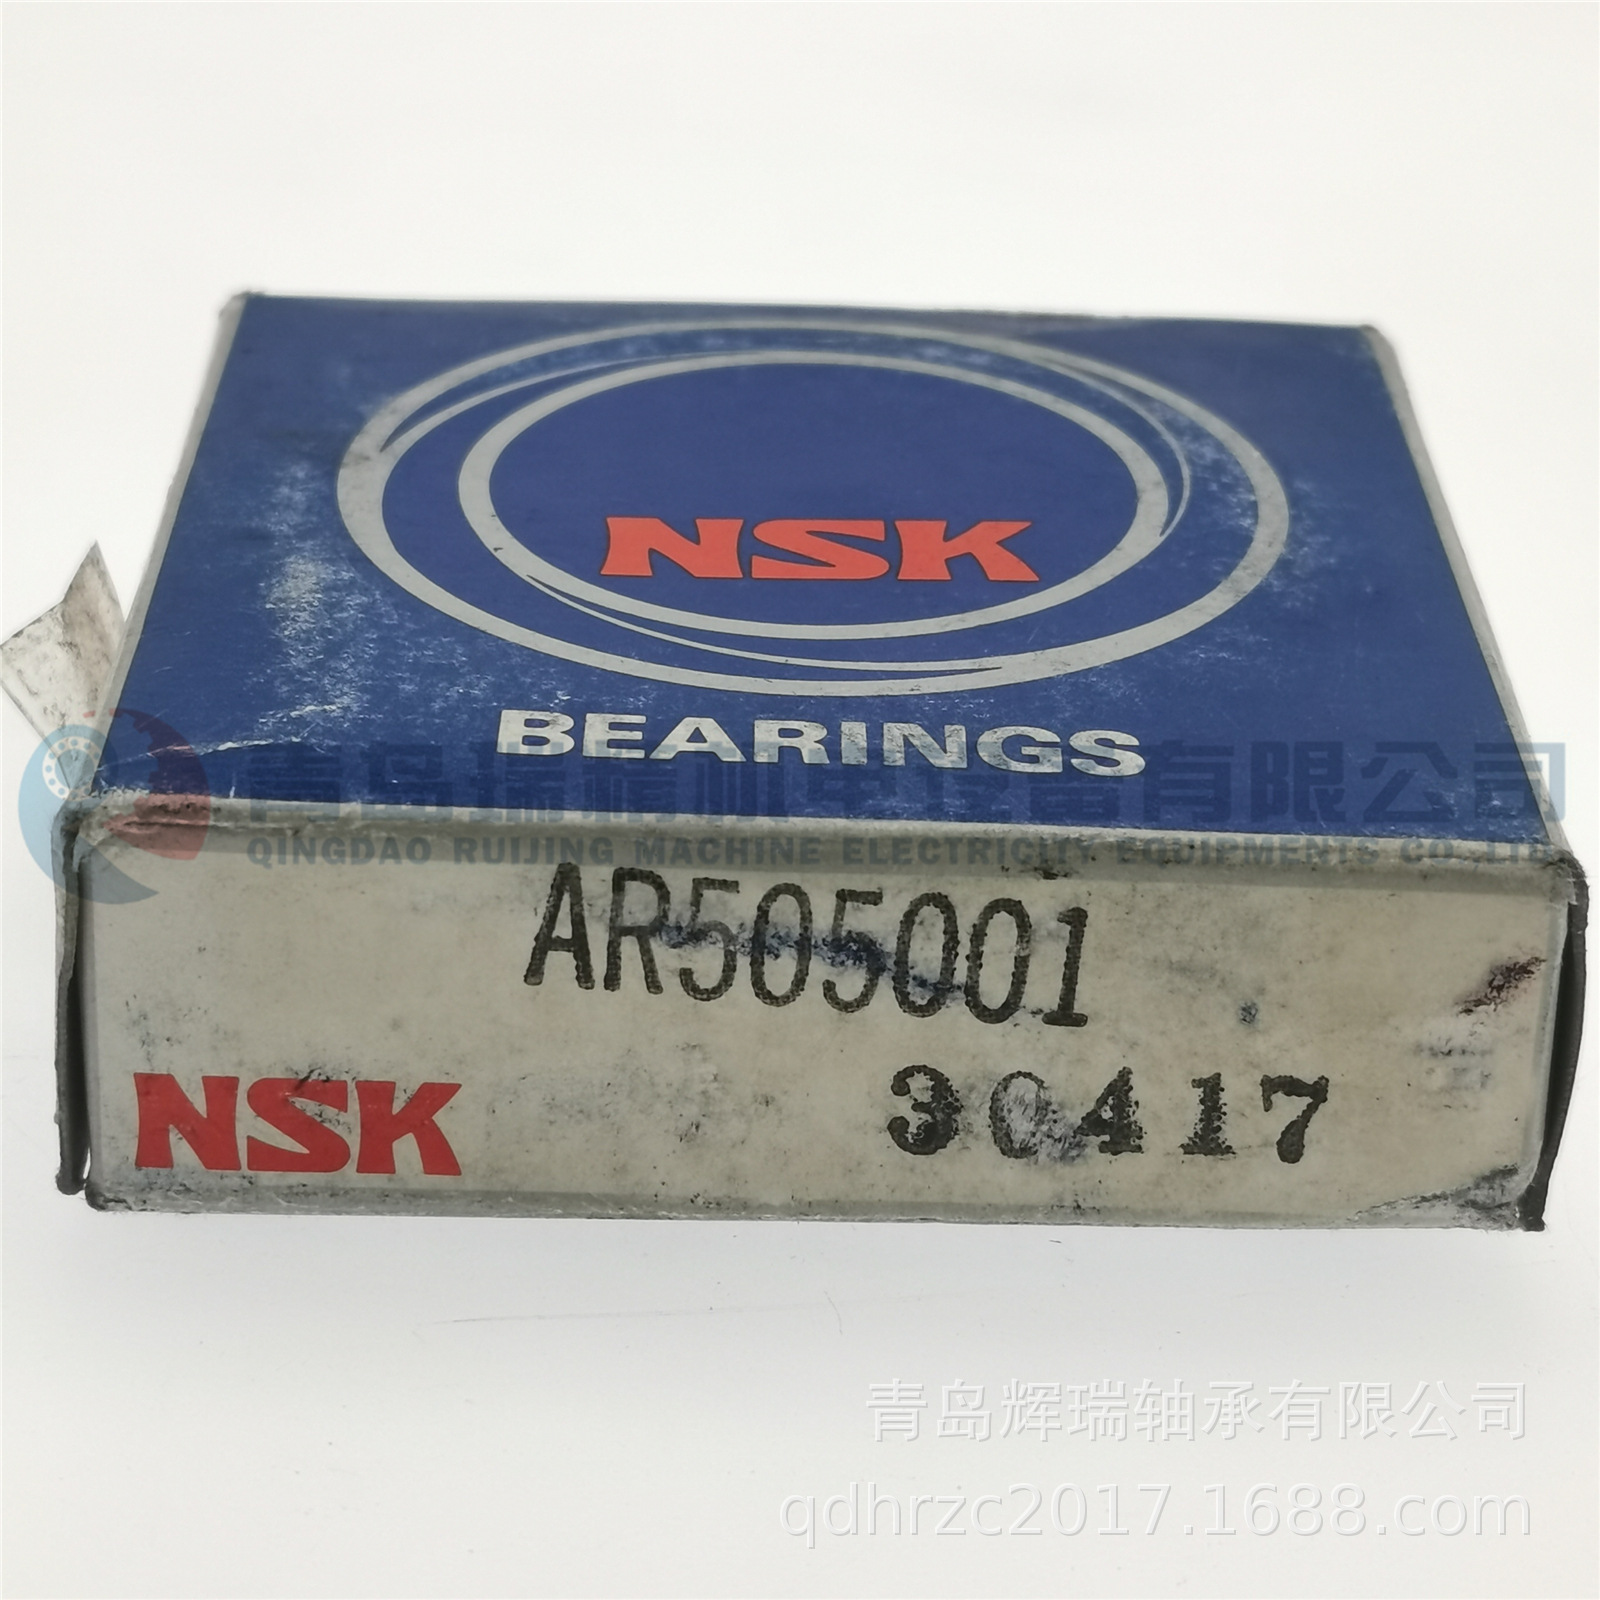 NSK
BEARINGS
青岛瑞精机电设备有限公司
QINGDAO RUIJING MACHINE ELECTRICITY EQUIPMENTS CO.,LTD
AR505001
NSK
30417
青岛辉瑞轴承有限公司
qdhrzc2017.1688.com